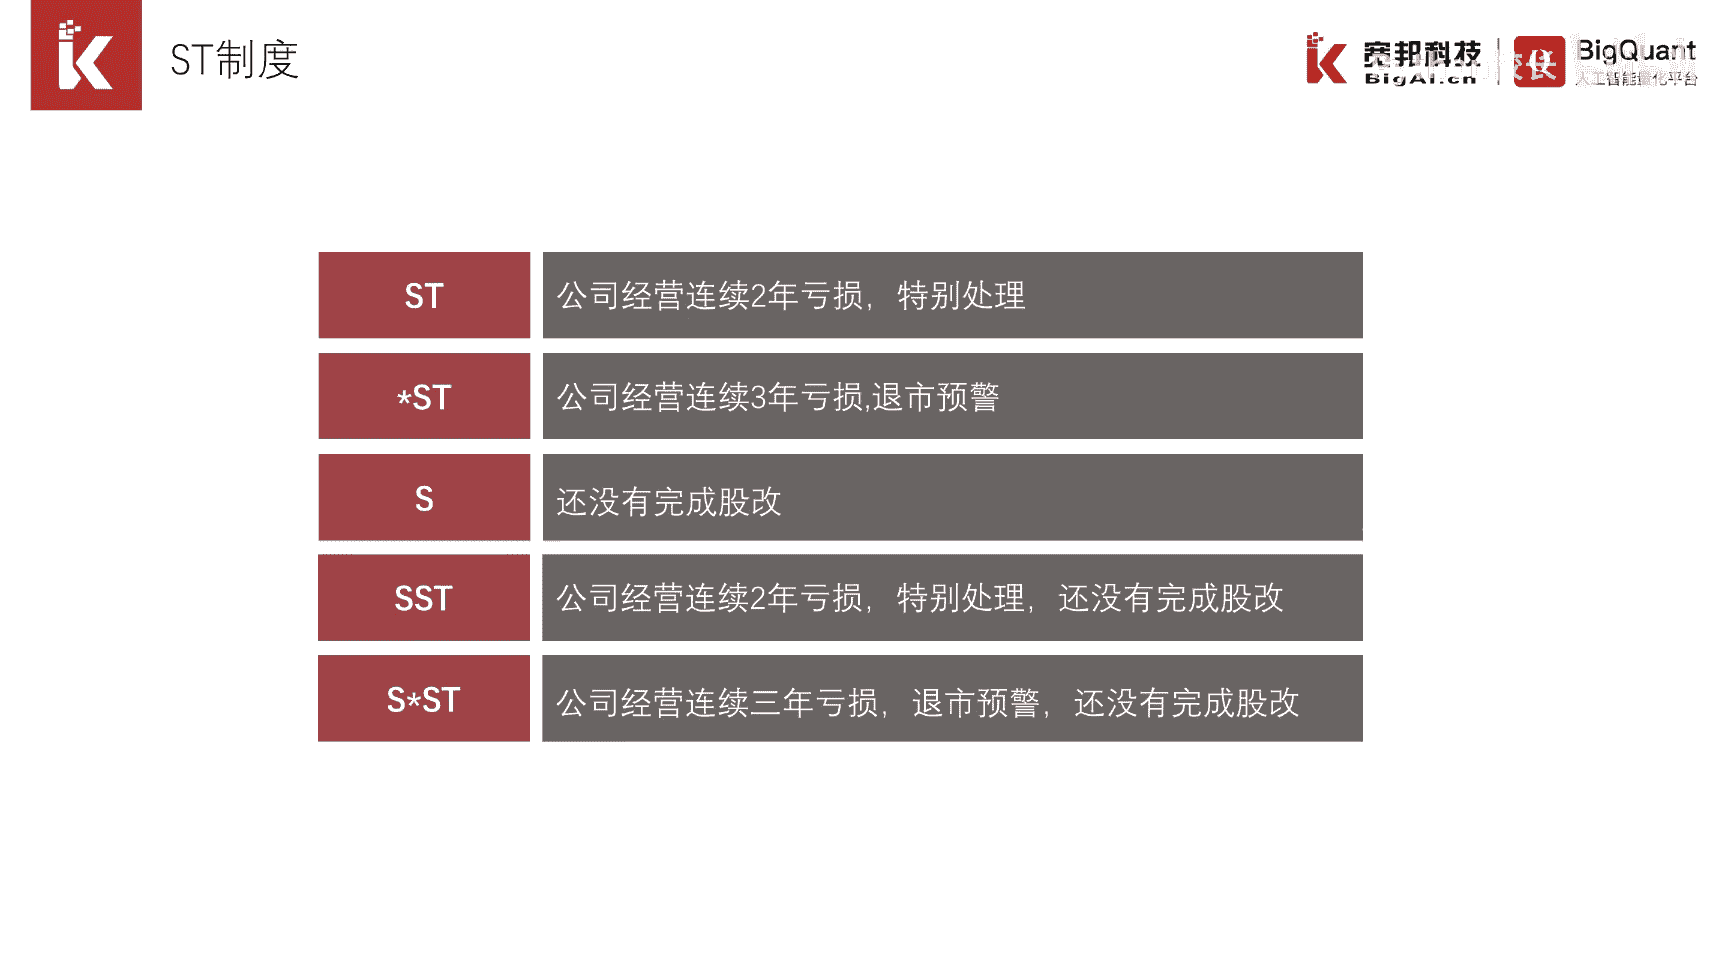 ST制度
宽邦科技
BigAI.cn
BigQuant
人工智能量化平台
ST
公司经营连续2年亏损，特别处理
*ST
公司经营连续3年亏损,退市预警
S
还没有完成股改
SST
公司经营连续2年亏损，特别处理，还没有完成股改
S*ST
公司经营连续三年亏损，退市预警，还没有完成股改